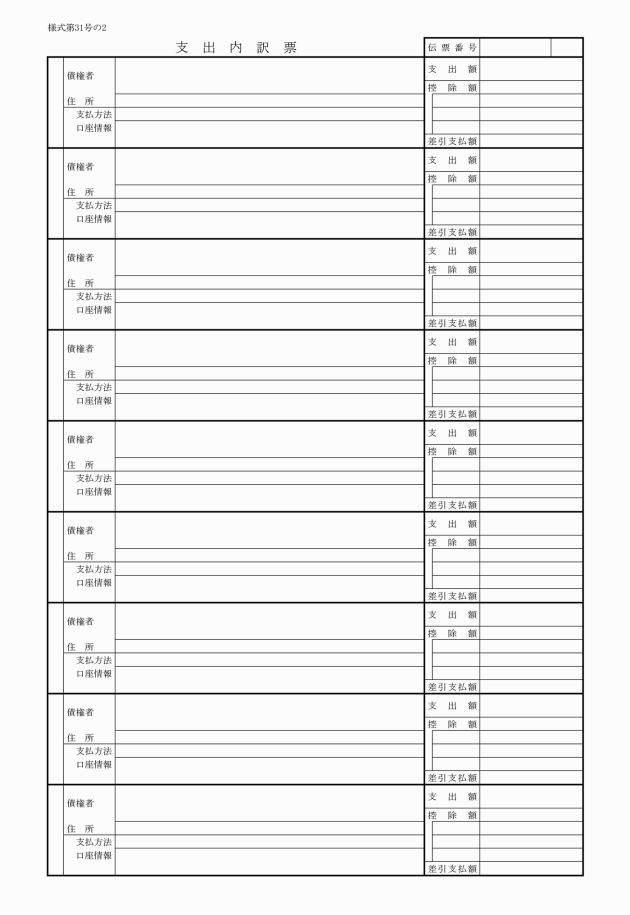 様式第31号の2
支出内訳票 伝票番号
債権者 支出額
控除額
住所
支払方法
口座情報
差引支払額
債権者 支出額
控除額
住所
支払方法
口座情報
差引支払額
債権者 支出額
控除額
住所
支払方法
口座情報
差引支払額
債権者 支出額
控除額
住所
支払方法
口座情報
差引支払額
債権者 支出額
控除額
住所
支払方法
口座情報
差引支払額
債権者 支出額
控除額
住所
支払方法
口座情報
差引支払額
債権者 支出額
控除額
住所
支払方法
口座情報
差引支払額
債権者 支出額
控除額
住所
支払方法
口座情報
差引支払額
債権者 支出額
控除額
住所
支払方法
口座情報
差引支払額